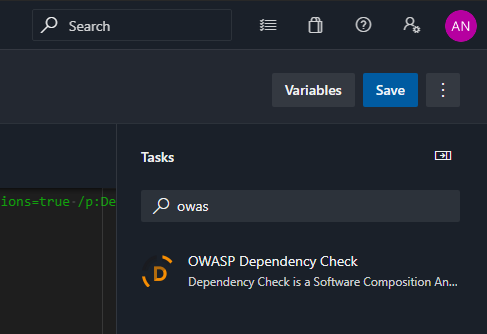 Search
AN
Variables
Save
Tasks
ions=true-/p:De
owas
D
OWASP Dependency Check
Dependency Check is a Software Composition An...